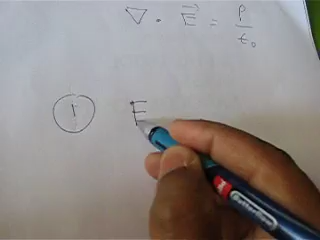 ∇ · E⃗ = ρ / ε₀
1 E